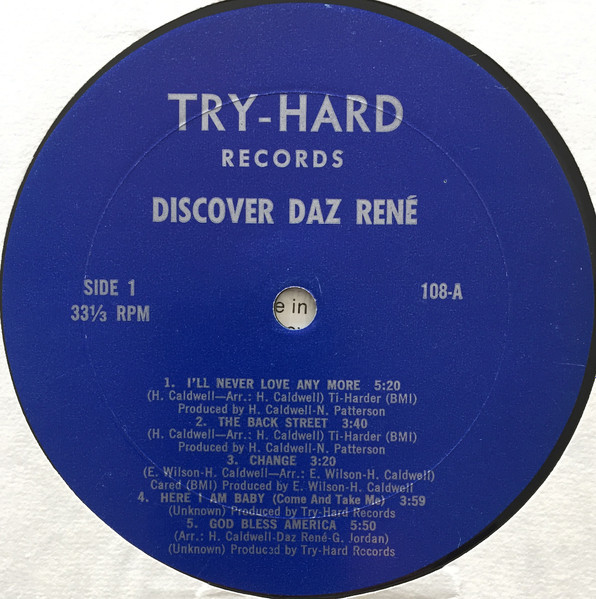 TRY-HARD
RECORDS
DISCOVER DAZ RENÉ
SIDE 1
33⅓ RPM
108-A
e in
1. I'LL NEVER LOVE ANY MORE 5:20
(H. Caldwell—Arr.: H. Caldwell) Ti-Harder (BMI)
Produced by H. Caldwell-N. Patterson
2. THE BACK STREET 3:40
(H. Caldwell—Arr.: H. Caldwell) Ti-Harder (BMI)
Produced by H. Caldwell-N. Patterson
3. CHANGE 3:20
(E. Wilson-H. Caldwell—Arr.: E. Wilson-H. Caldwell)
Cared (BMI) Produced by E. Wilson-H. Caldwell
4. HERE I AM BABY (Come And Take Me) 3:59
(Unknown) Produced by Try-Hard Records
5. GOD BLESS AMERICA 5:50
(Arr.: H. Caldwell-Daz René-G. Jordan)
(Unknown) Produced by Try-Hard Records